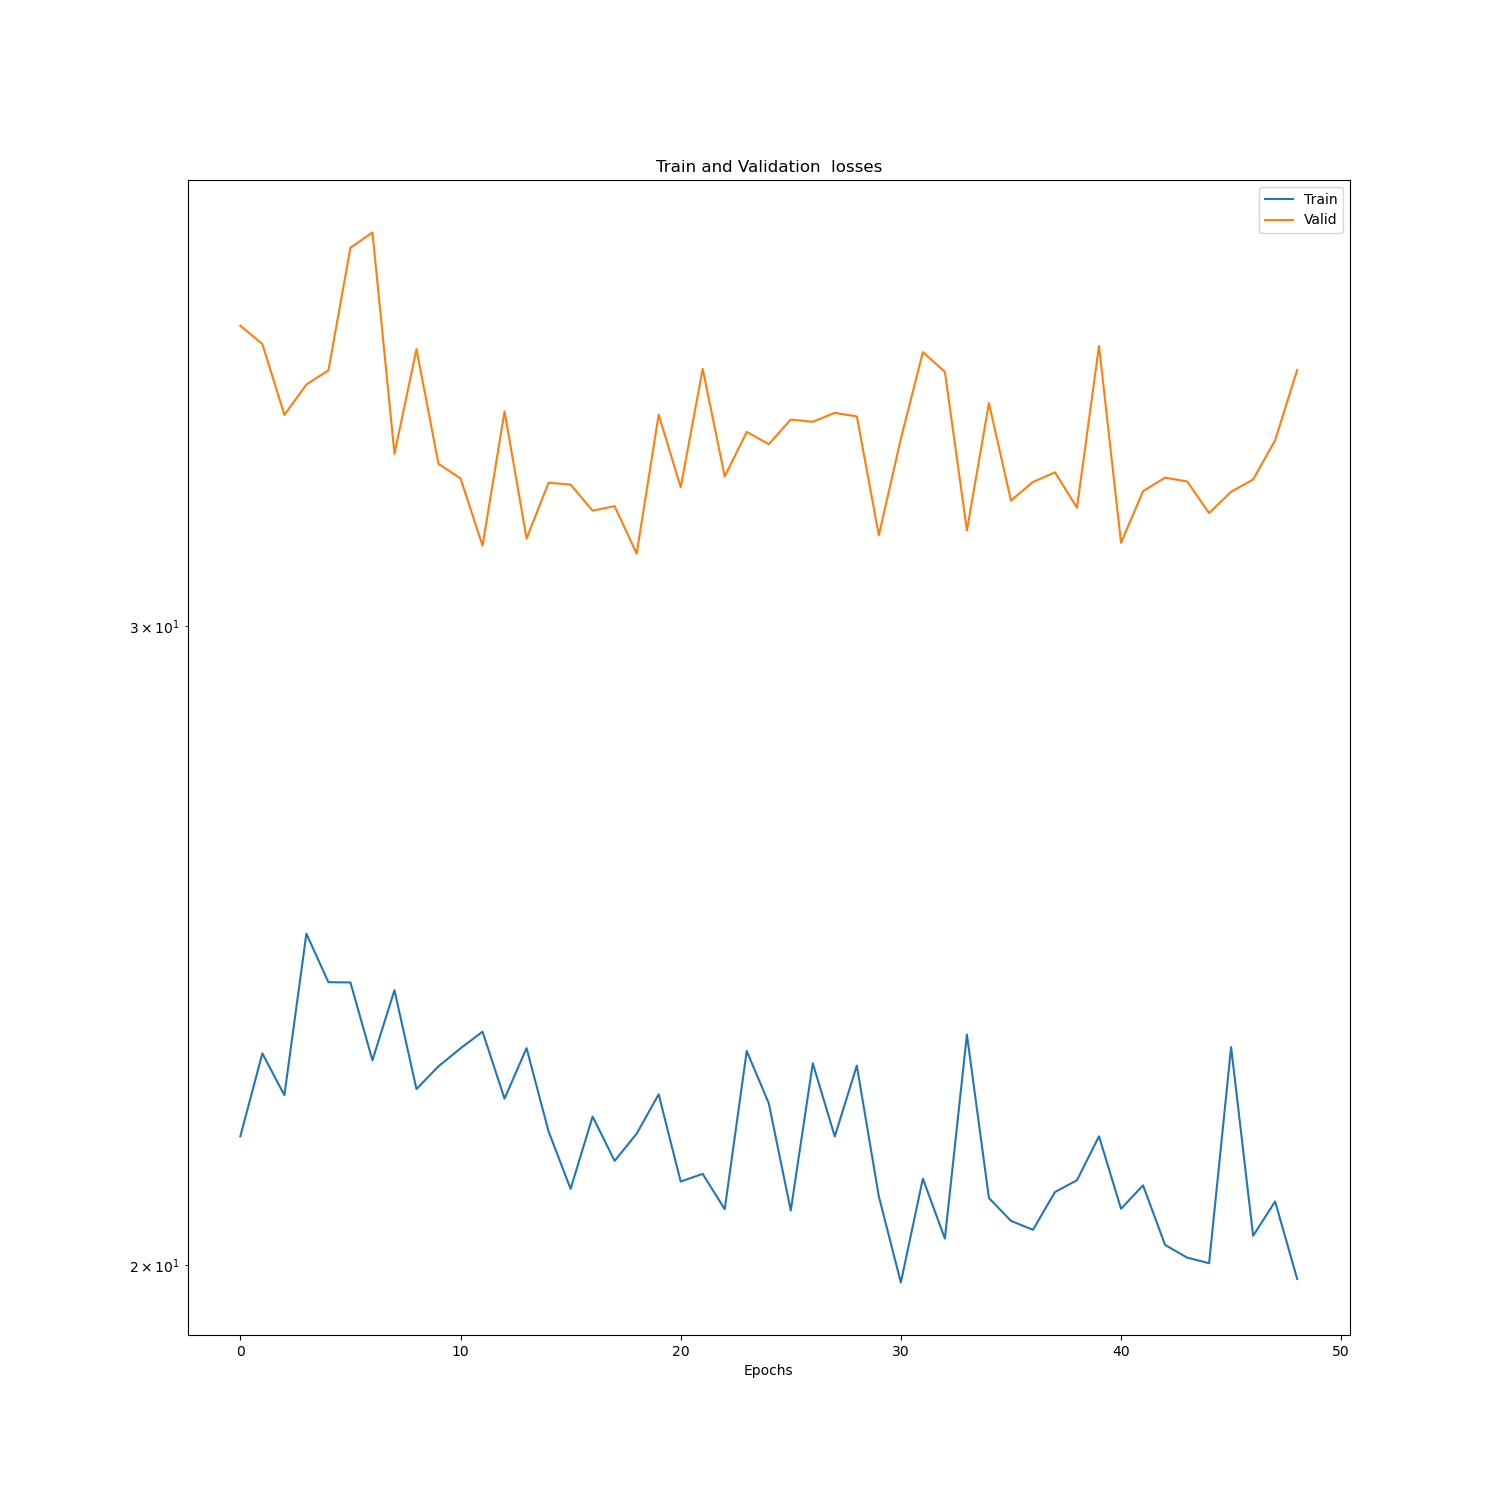 Train and Validation  losses
Train
Valid
3 × 10¹
2 × 10¹
0 10 20 30 40 50
Epochs